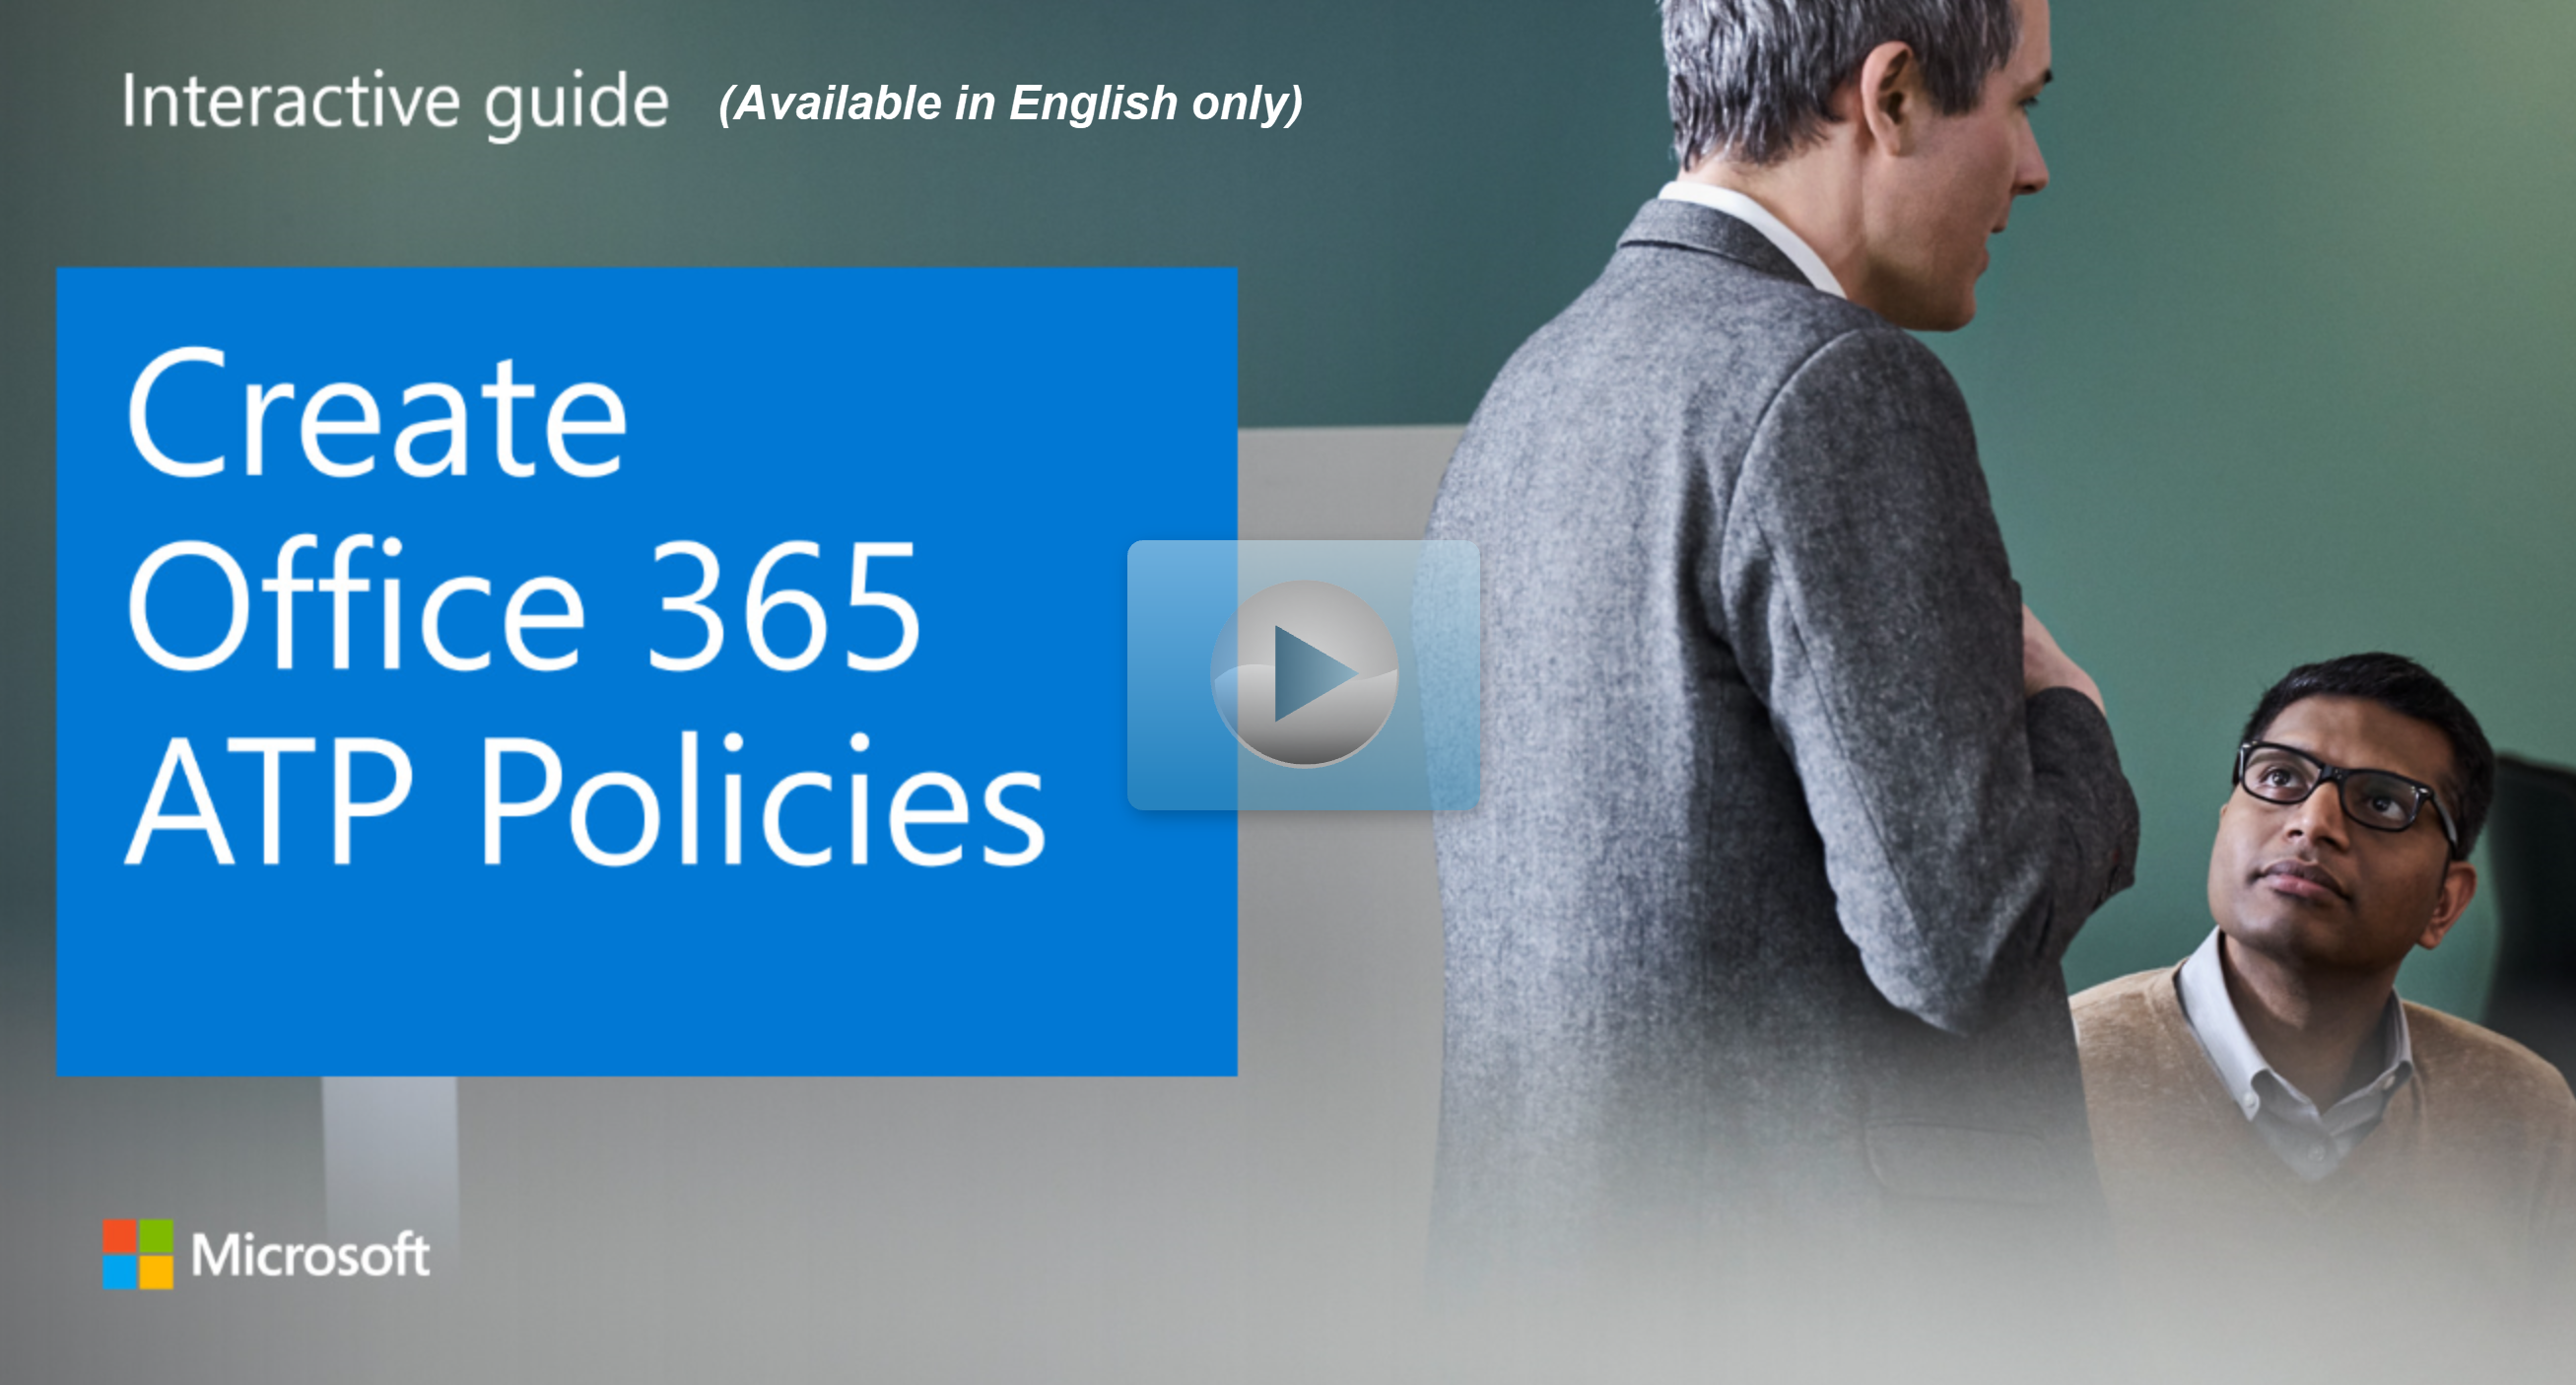 Interactive guide (Available in English only)
Create
Office 365
ATP Policies
Microsoft